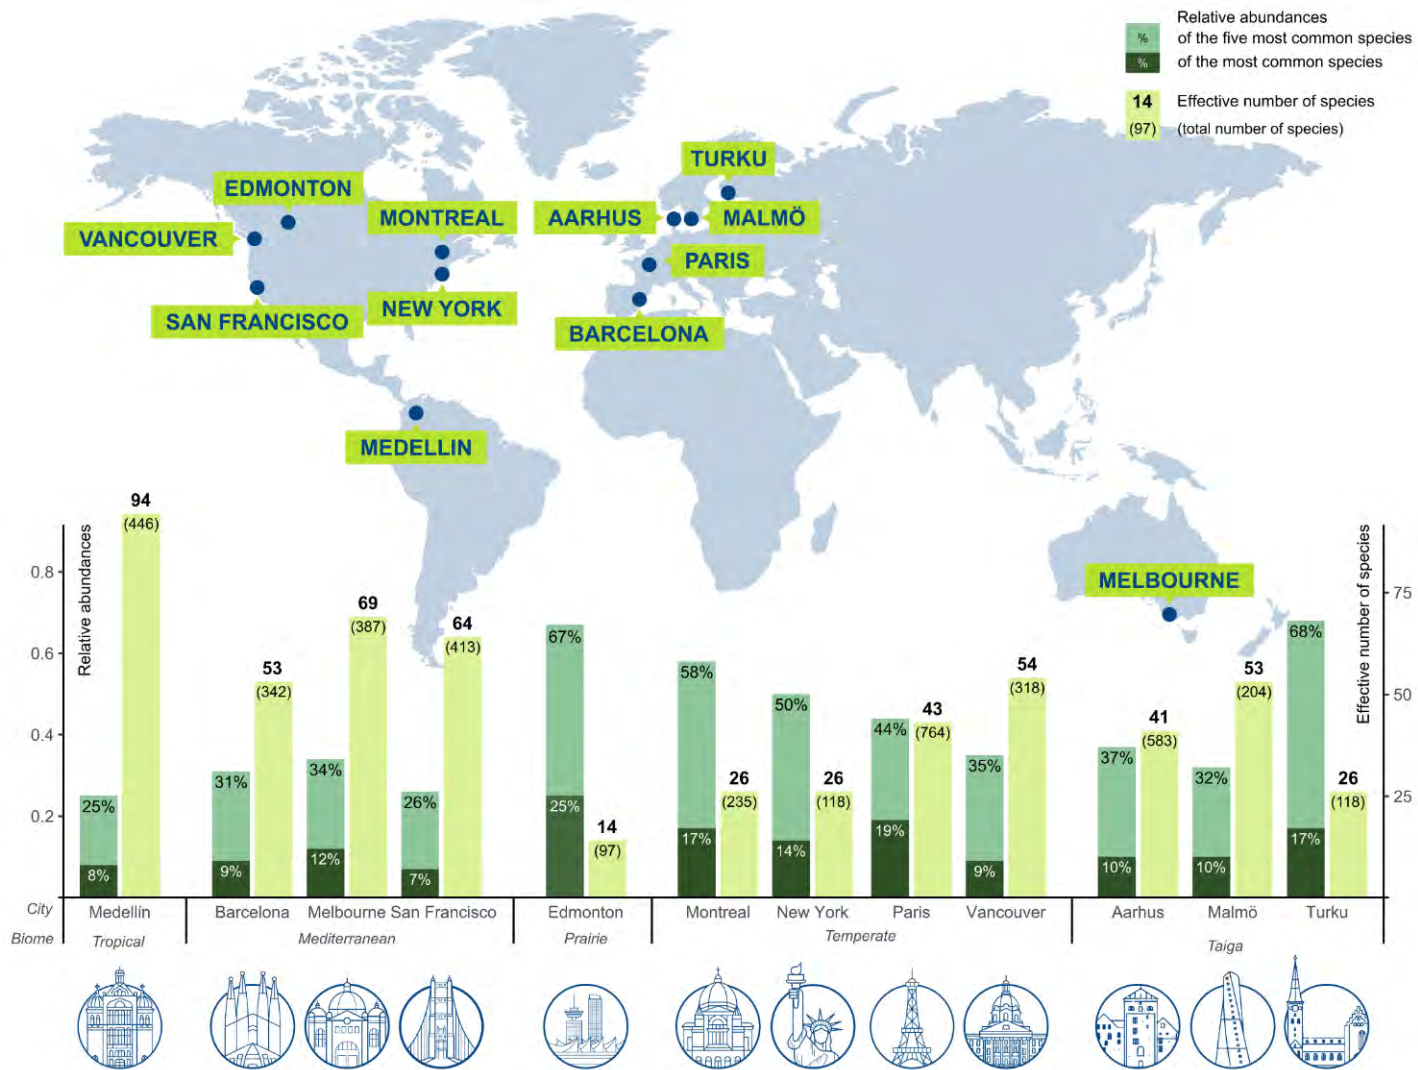 Relative abundances
% of the five most common species
% of the most common species
14 Effective number of species
(97) (total number of species)
TURKU
EDMONTON
MONTREAL
AARHUS
MALMÖ
VANCOUVER
PARIS
SAN FRANCISCO
NEW YORK
BARCELONA
MEDELLIN
MELBOURNE
Relative abundances
0.8
0.6
0.4
0.2
Effective number of species
75
50
25
94
(446)
25%
8%
53
(342)
31%
9%
69
(387)
34%
12%
64
(413)
26%
7%
67%
25%
14
(97)
58%
17%
26
(235)
50%
14%
26
(118)
44%
19%
43
(764)
35%
9%
54
(318)
37%
10%
41
(583)
32%
10%
53
(204)
68%
17%
26
(118)
City Medellín Barcelona Melbourne San Francisco Edmonton Montreal New York Paris Vancouver Aarhus Malmö Turku
Biome Tropical Mediterranean Prairie Temperate Taiga